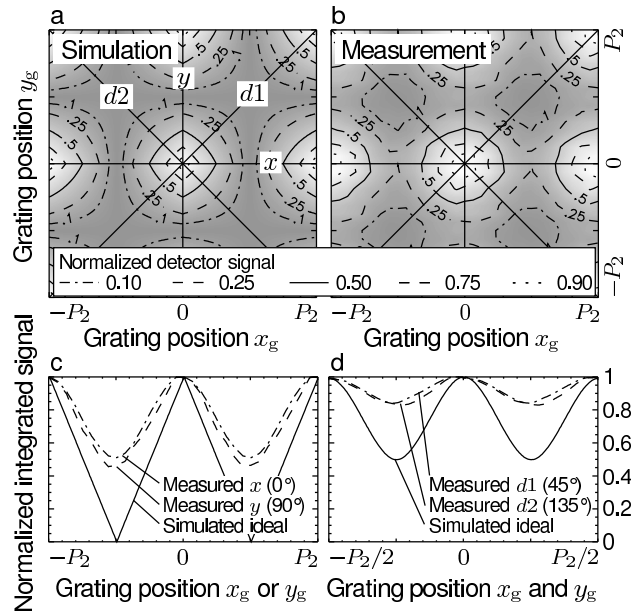 a
b
Simulation
Measurement
y
d2
d1
x
.5
.25
.1
Grating position yg
P2
0
−P2
Normalized detector signal
0.10 0.25 0.50 0.75 0.90
−P2 0 P2
−P2 0 P2
Grating position xg
Grating position xg
c
d
Normalized integrated signal
Measured x (0°)
Measured y (90°)
Simulated ideal
Measured d1 (45°)
Measured d2 (135°)
Simulated ideal
1
0.8
0.6
0.4
0.2
0
−P2 0 P2
−P2/2 0 P2/2
Grating position xg or yg
Grating position xg and yg